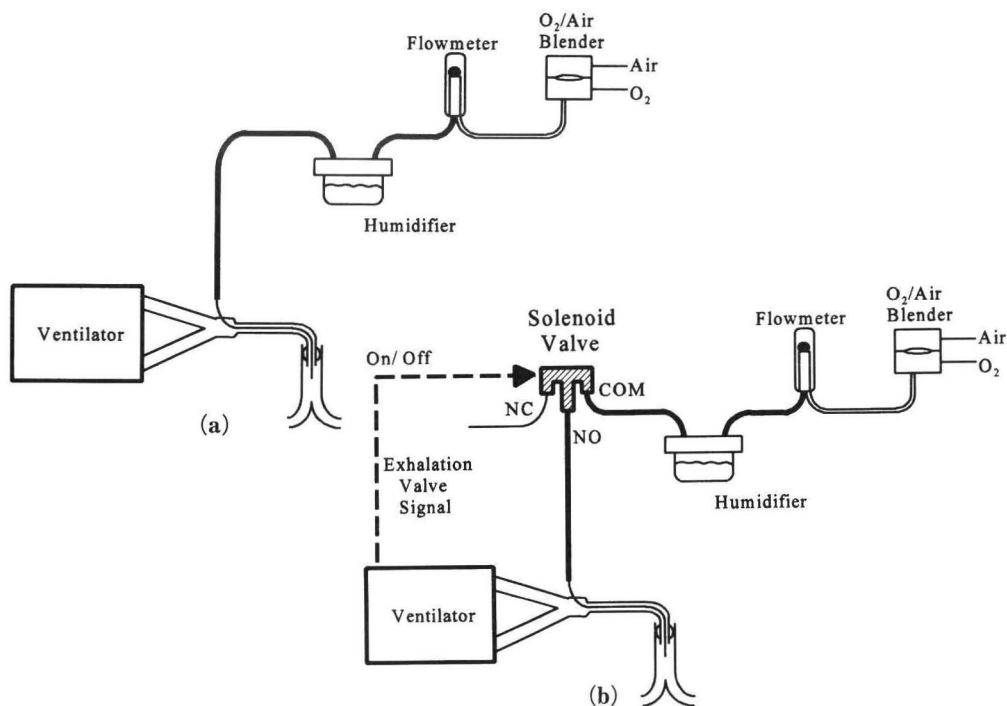 O₂/Air
Blender
Flowmeter
Air
O₂
Humidifier
Ventilator
(a)
Solenoid
Valve
On/ Off
NC
COM
NO
Exhalation
Valve
Signal
O₂/Air
Blender
Flowmeter
Air
O₂
Humidifier
Ventilator
(b)